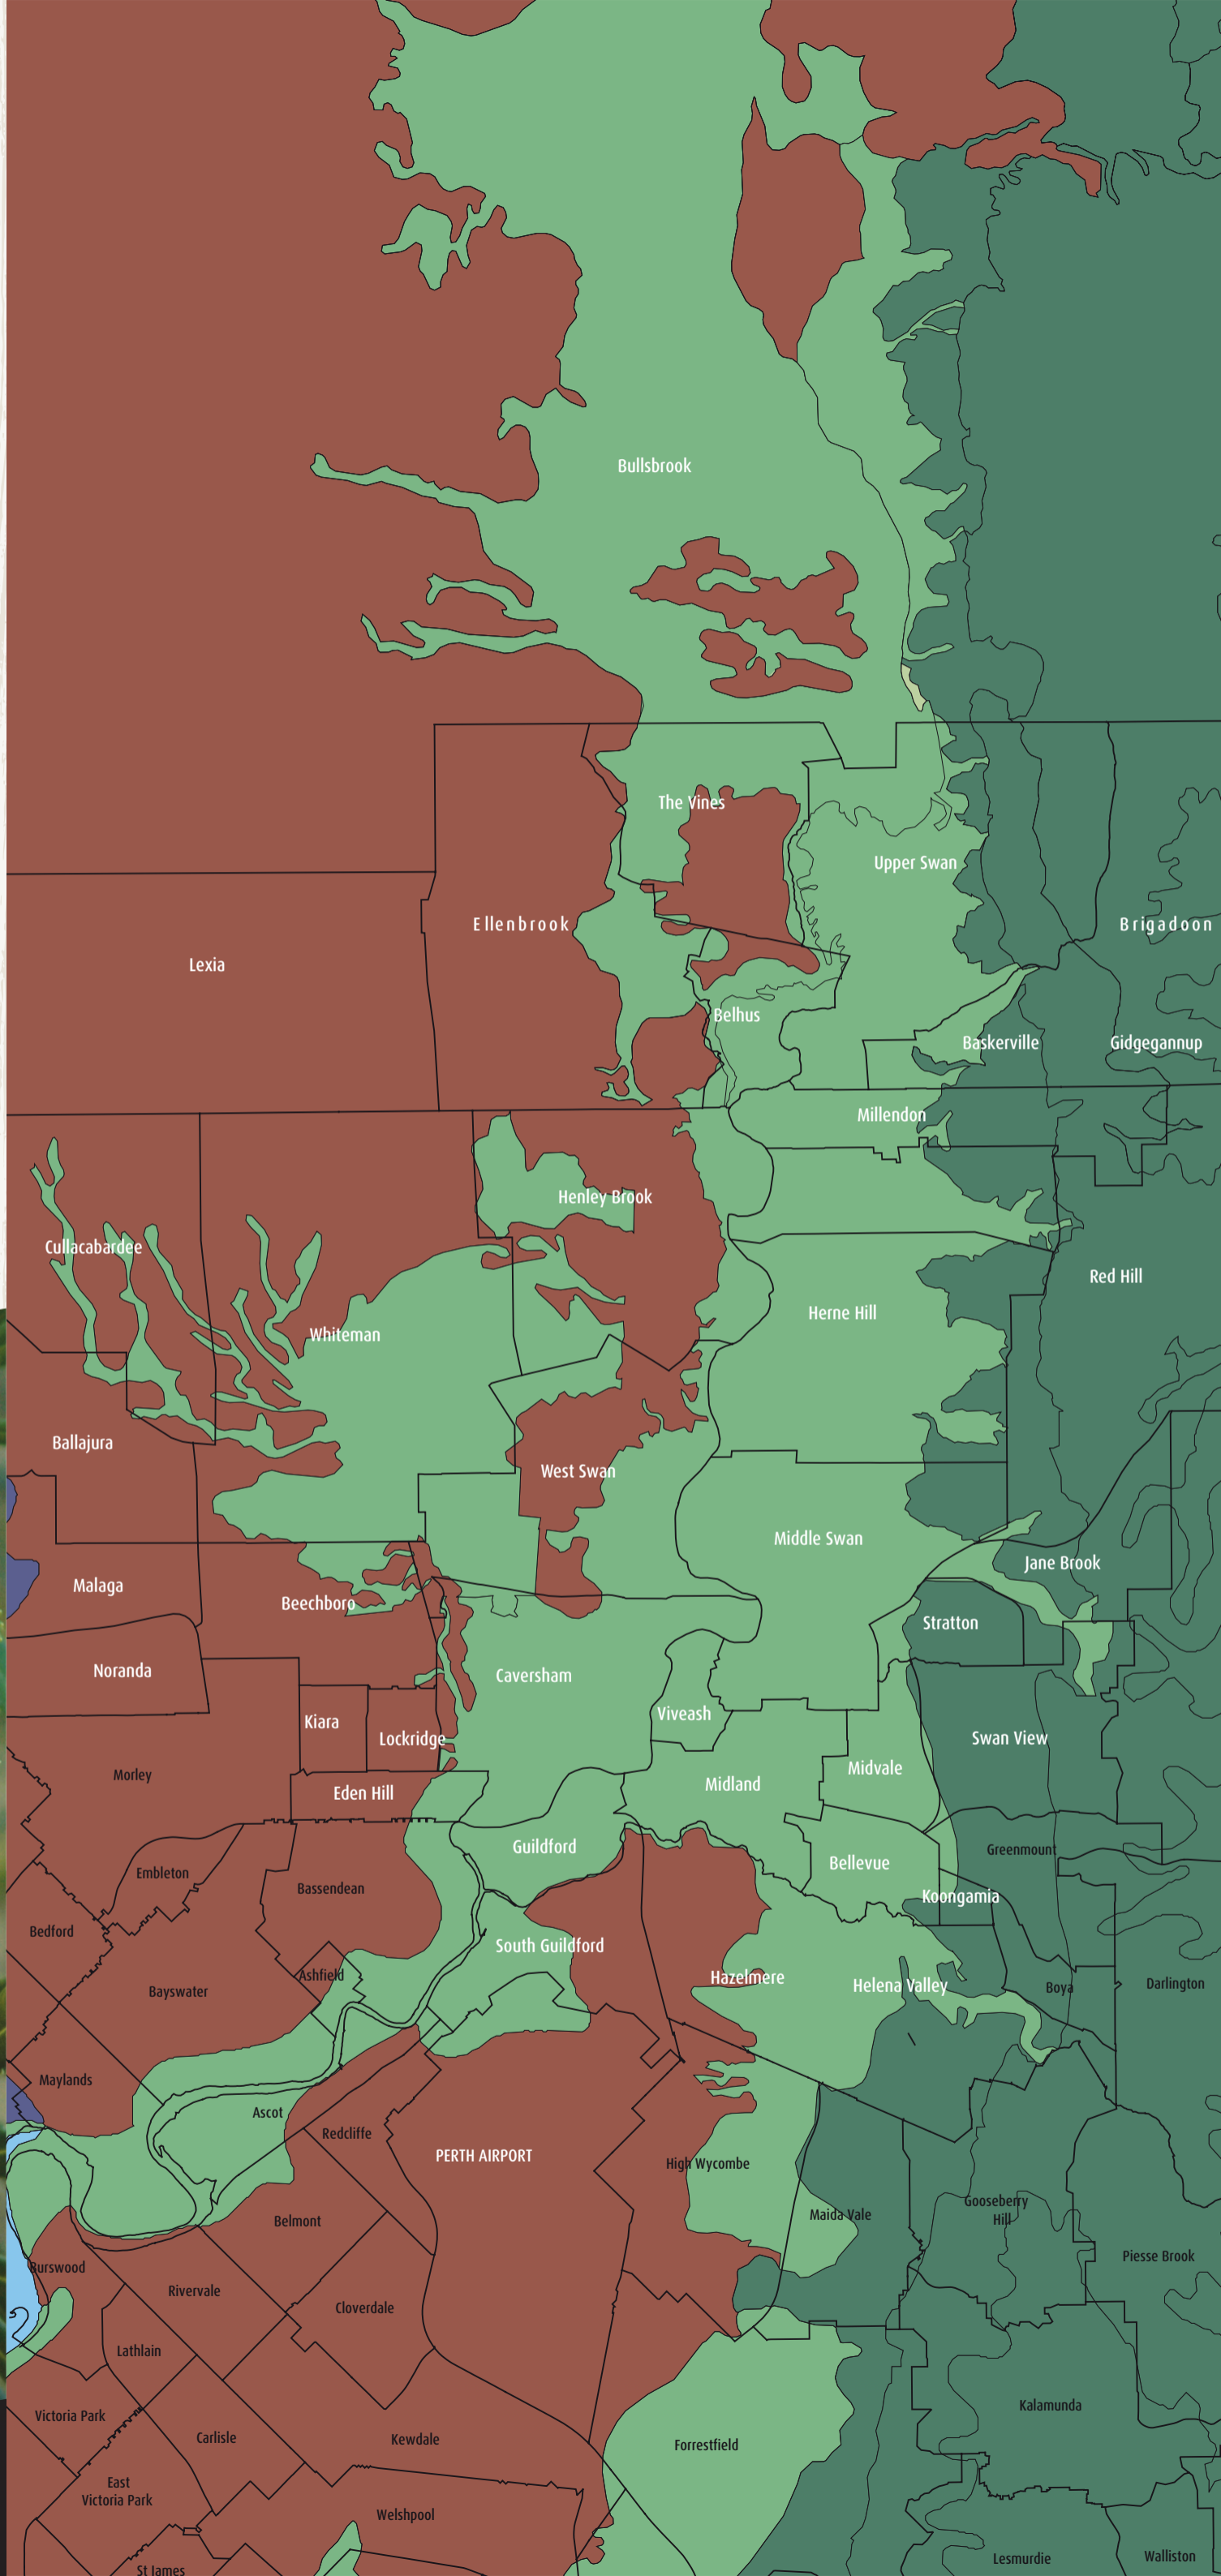 Bullsbrook
The Vines
Upper Swan
Ellenbrook
Brigadoon
Lexia
Belhus
Baskerville
Gidgegannup
Millendon
Henley Brook
Cullacabardee
Red Hill
Herne Hill
Whiteman
Ballajura
West Swan
Middle Swan
Jane Brook
Malaga
Beechboro
Stratton
Noranda
Caversham
Viveash
Kiara
Lockridge
Swan View
Midvale
Morley
Midland
Eden Hill
Guildford
Greenmount
Bellevue
Embleton
Bassendean
Koongamia
Bedford
South Guildford
Ashfield
Hazelmere
Helena Valley
Boya
Darlington
Bayswater
Maylands
Ascot
Redcliffe
PERTH AIRPORT
High Wycombe
Gooseberry
Hill
Maida Vale
Belmont
Piesse Brook
Burswood
Rivervale
Cloverdale
Lathlain
Kalamunda
Victoria Park
Carlisle
Kewdale
Forrestfield
East
Victoria Park
Welshpool
Walliston
Lesmurdie
St James